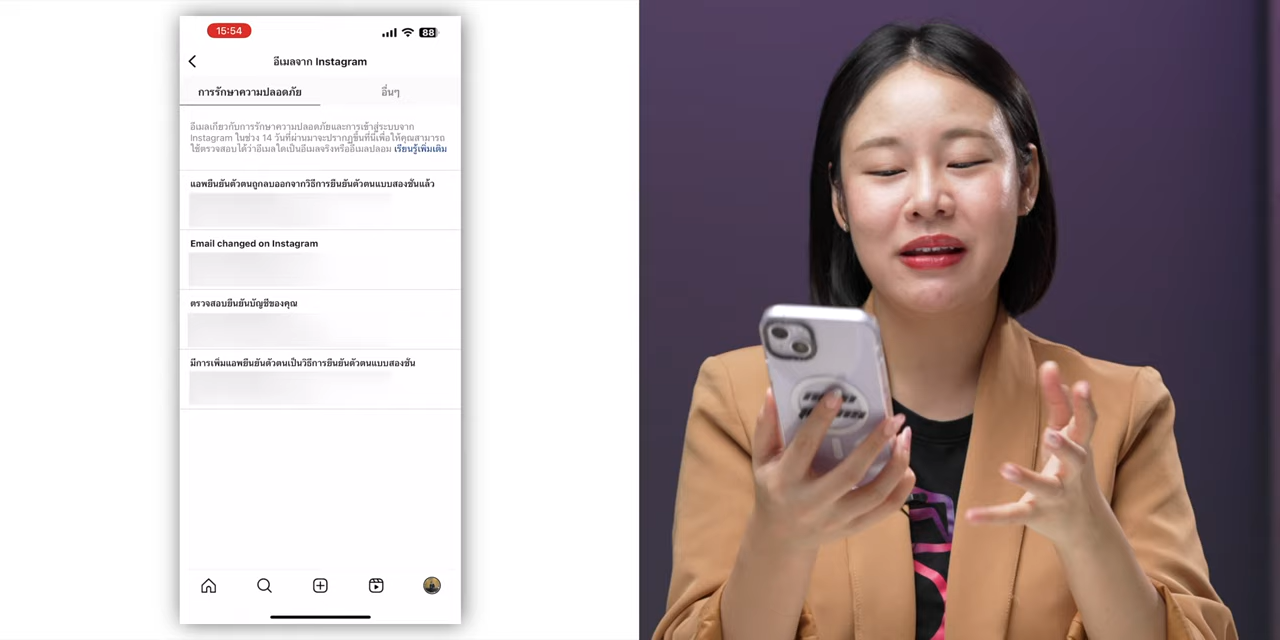 15:54
88
อีเมลจาก Instagram
การรักษาความปลอดภัย
อื่นๆ
อีเมลเกี่ยวกับการรักษาความปลอดภัยและการเข้าสู่ระบบจาก
Instagram ในช่วง 14 วันที่ผ่านมาจะปรากฏขึ้นที่นี่เพื่อให้คุณสามารถ
ใช้ตรวจสอบได้ว่าอีเมลใดเป็นอีเมลจริงหรืออีเมลปลอม เรียนรู้เพิ่มเติม
แอพยืนยันตัวตนถูกลบออกจากวิธีการยืนยันตัวตนแบบสองชั้นแล้ว
Email changed on Instagram
ตรวจสอบยืนยันบัญชีของคุณ
มีการเพิ่มแอพยืนยันตัวตนเป็นวิธีการยืนยันตัวตนแบบสองชั้น